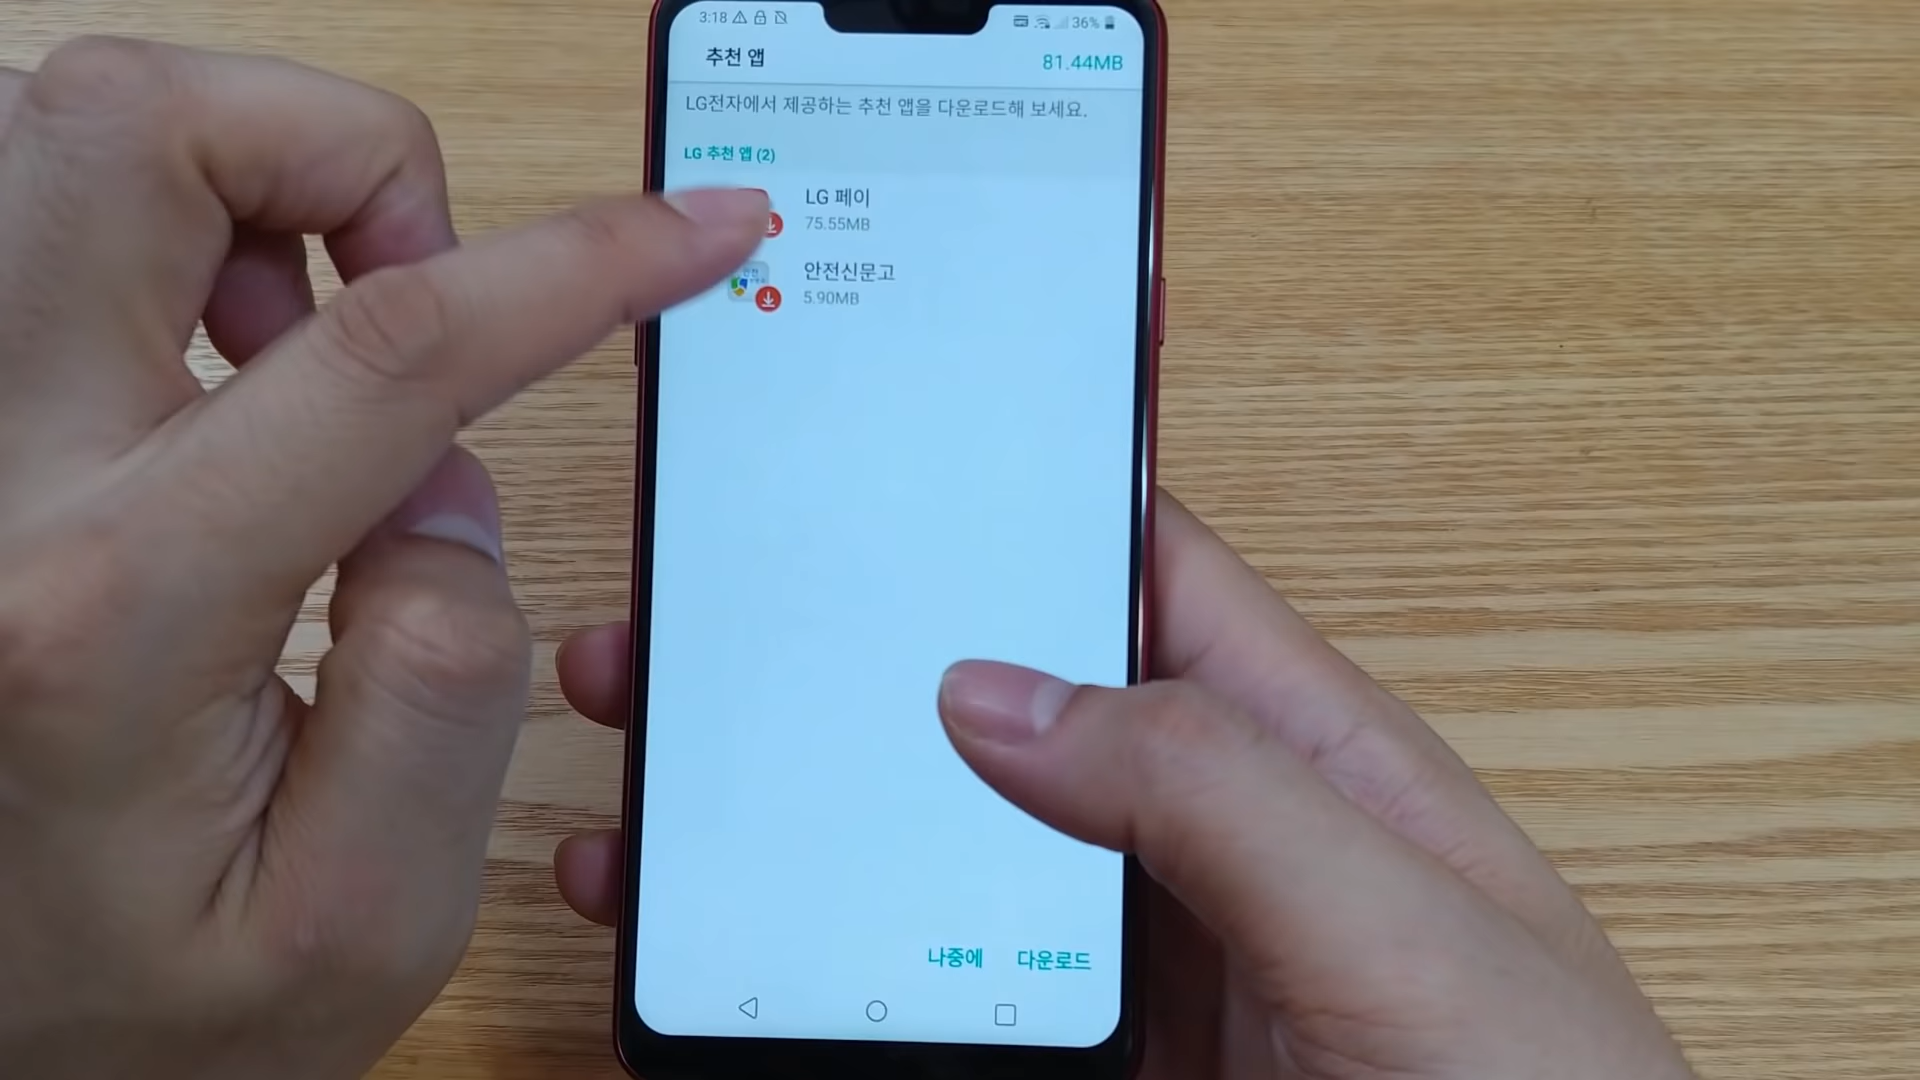 3:18
36%
추천 앱
81.44MB
LG전자에서 제공하는 추천 앱을 다운로드해 보세요.
LG 추천 앱 (2)
LG 페이
75.55MB
안전신문고
5.90MB
나중에
다운로드